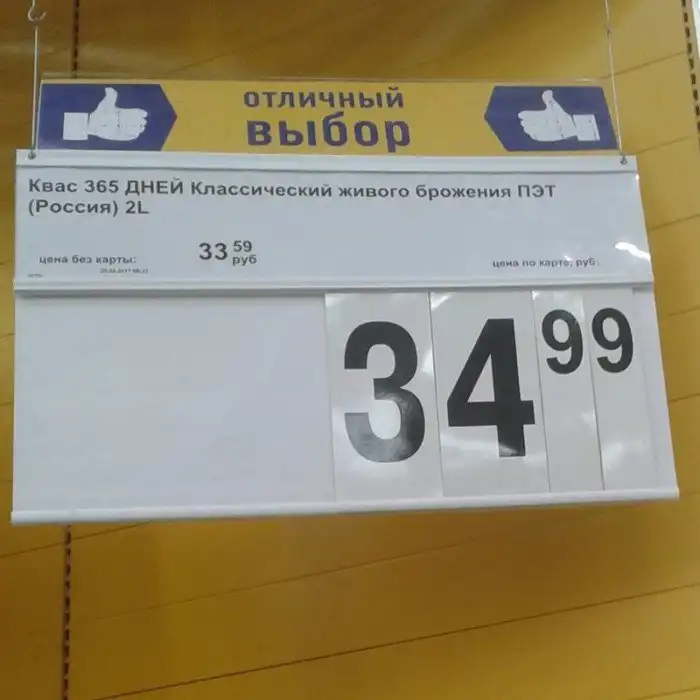 отличный
выбор
Квас 365 ДНЕЙ Классический живого брожения ПЭТ
(Россия) 2L
цена без карты: 33 59 руб цена по карте, руб.
34 99